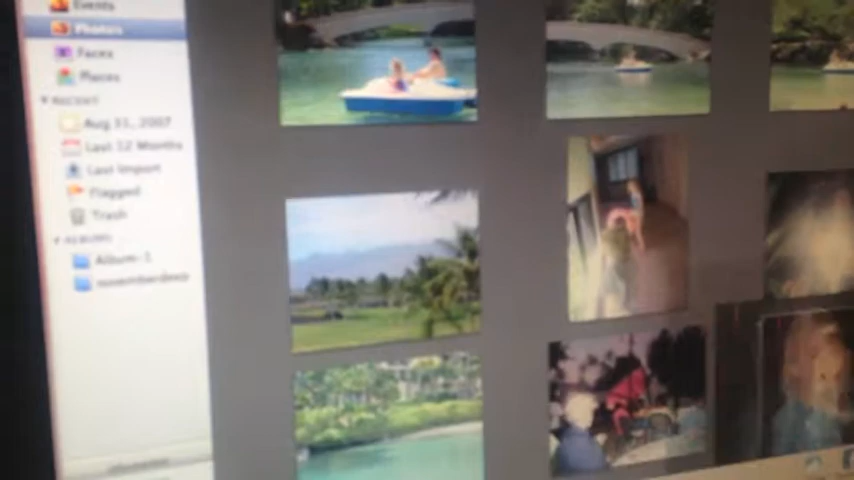 Events
Photos
Faces
Places
RECENT
Aug 31, 2007
Last 12 Months
Last Import
Flagged
Trash
ALBUMS
Album-1